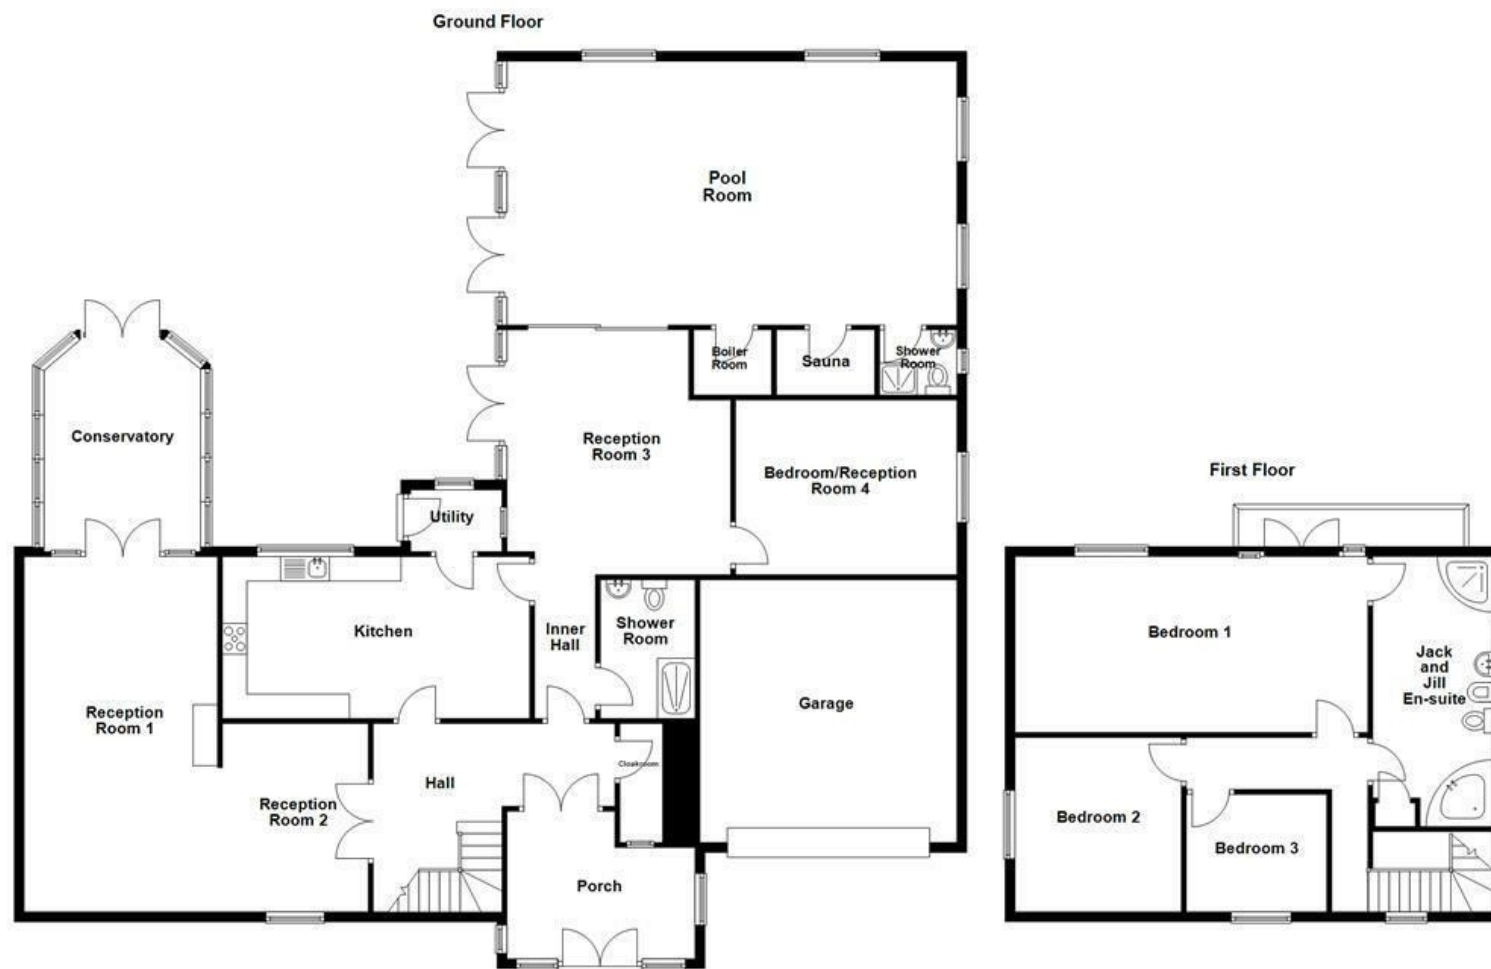 Ground Floor
Pool
Room
Boiler
Room
Sauna
Shower
Room
Conservatory
Reception
Room 3
Bedroom/Reception
Room 4
Utility
Kitchen
Inner
Hall
Shower
Room
Garage
Reception
Room 1
Cloakroom
Hall
Reception
Room 2
Porch
First Floor
Bedroom 1
Jack
and
Jill
En-suite
Bedroom 2
Bedroom 3